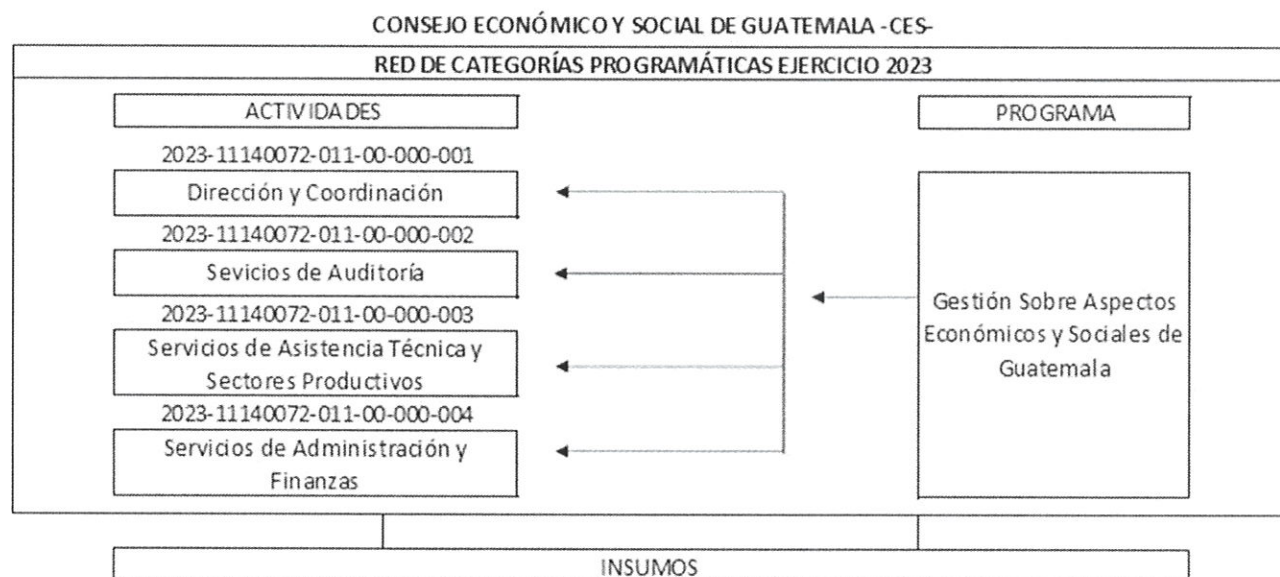 CONSEJO ECONÓMICO Y SOCIAL DE GUATEMALA -CES-
RED DE CATEGORÍAS PROGRAMÁTICAS EJERCICIO 2023
ACTIVIDADES
PROGRAMA
2023-11140072-011-00-000-001
Dirección y Coordinación
2023-11140072-011-00-000-002
Sevicios de Auditoría
2023-11140072-011-00-000-003
Servicios de Asistencia Técnica y
Sectores Productivos
2023-11140072-011-00-000-004
Servicios de Administración y
Finanzas
Gestión Sobre Aspectos
Económicos y Sociales de
Guatemala
INSUMOS